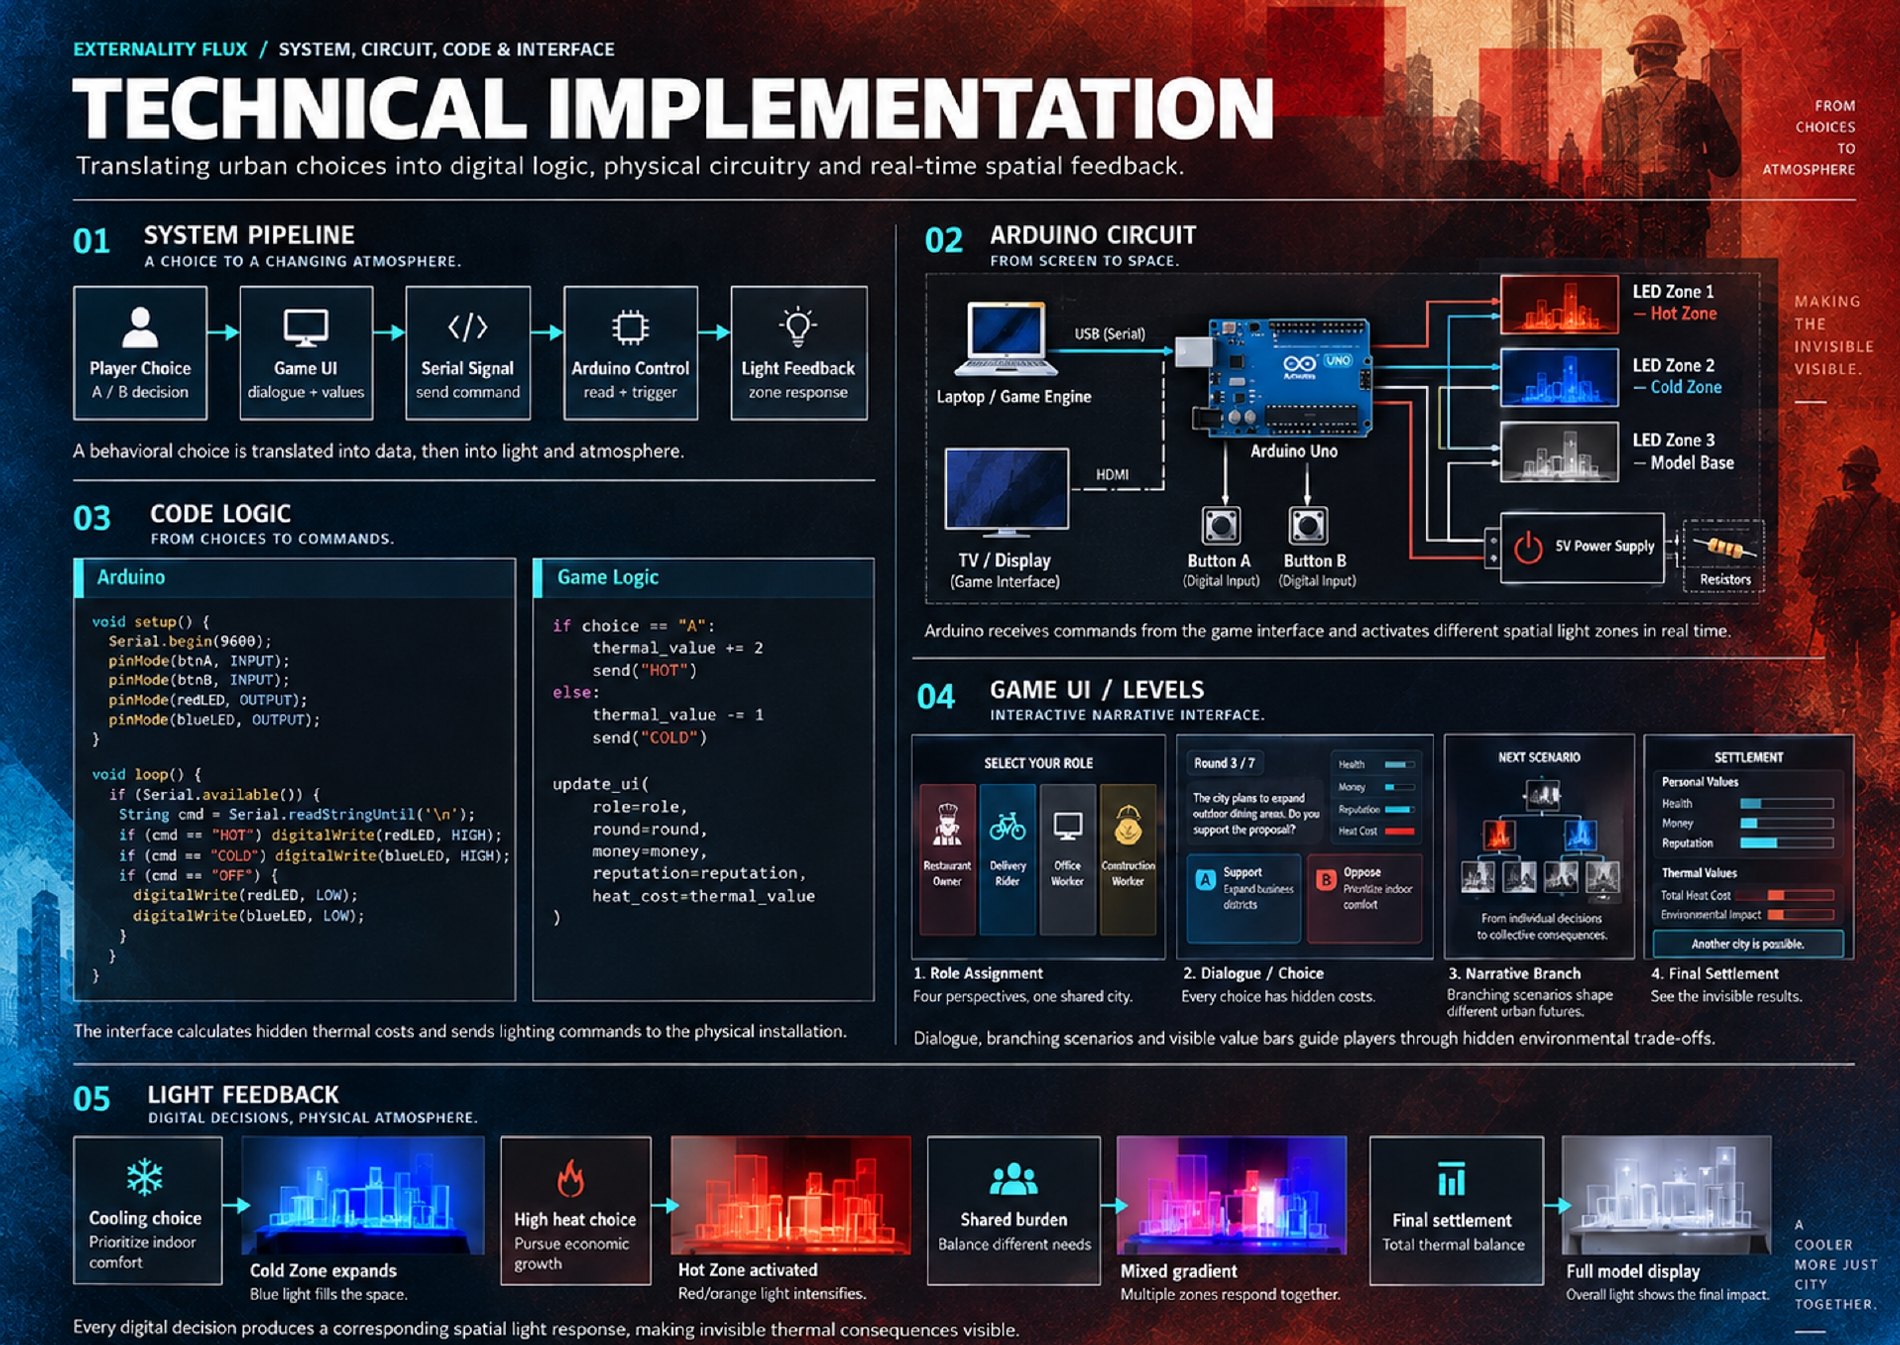 EXTERNALITY FLUX / SYSTEM, CIRCUIT, CODE & INTERFACE
TECHNICAL IMPLEMENTATION
Translating urban choices into digital logic, physical circuitry and real-time spatial feedback.
FROM
CHOICES
TO
ATMOSPHERE
01 SYSTEM PIPELINE
A CHOICE TO A CHANGING ATMOSPHERE.
Player Choice
A / B decision
Game UI
dialogue + values
Serial Signal
send command
Arduino Control
read + trigger
Light Feedback
zone response
A behavioral choice is translated into data, then into light and atmosphere.
02 ARDUINO CIRCUIT
FROM SCREEN TO SPACE.
USB (Serial)
Laptop / Game Engine
HDMI
TV / Display
(Game Interface)
UNO
Arduino Uno
Button A
(Digital Input)
Button B
(Digital Input)
LED Zone 1
— Hot Zone
LED Zone 2
— Cold Zone
LED Zone 3
— Model Base
5V Power Supply
Resistors
Arduino receives commands from the game interface and activates different spatial light zones in real time.
MAKING
THE
INVISIBLE
VISIBLE.
03 CODE LOGIC
FROM CHOICES TO COMMANDS.
Arduino
void setup() {
Serial.begin(9600);
pinMode(btnA, INPUT);
pinMode(btnB, INPUT);
pinMode(redLED, OUTPUT);
pinMode(blueLED, OUTPUT);
}
void loop() {
if (Serial.available()) {
String cmd = Serial.readStringUntil('\n');
if (cmd == "HOT") digitalWrite(redLED, HIGH);
if (cmd == "COLD") digitalWrite(blueLED, HIGH);
if (cmd == "OFF") {
digitalWrite(redLED, LOW);
digitalWrite(blueLED, LOW);
}
}
}
Game Logic
if choice == "A":
thermal_value += 2
send("HOT")
else:
thermal_value -= 1
send("COLD")
update_ui(
role=role,
round=round,
money=money,
reputation=reputation,
heat_cost=thermal_value
)
The interface calculates hidden thermal costs and sends lighting commands to the physical installation.
04 GAME UI / LEVELS
INTERACTIVE NARRATIVE INTERFACE.
SELECT YOUR ROLE
Restaurant
Owner
Delivery
Rider
Office
Worker
Construction
Worker
1. Role Assignment
Four perspectives, one shared city.
Round 3 / 7
The city plans to expand
outdoor dining areas. Do you
support the proposal?
Health
Money
Reputation
Heat Cost
A Support
Expand business
districts
B Oppose
Prioritize indoor
comfort
2. Dialogue / Choice
Every choice has hidden costs.
NEXT SCENARIO
From individual decisions
to collective consequences.
3. Narrative Branch
Branching scenarios shape
different urban futures.
SETTLEMENT
Personal Values
Health
Money
Reputation
Thermal Values
Total Heat Cost
Environmental Impact
Another city is possible.
4. Final Settlement
See the invisible results.
Dialogue, branching scenarios and visible value bars guide players through hidden environmental trade-offs.
05 LIGHT FEEDBACK
DIGITAL DECISIONS, PHYSICAL ATMOSPHERE.
Cooling choice
Prioritize indoor
comfort
Cold Zone expands
Blue light fills the space.
High heat choice
Pursue economic
growth
Hot Zone activated
Red/orange light intensifies.
Shared burden
Balance different needs
Mixed gradient
Multiple zones respond together.
Final settlement
Total thermal balance
Full model display
Overall light shows the final impact.
A
COOLER
MORE JUST
CITY
TOGETHER.
Every digital decision produces a corresponding spatial light response, making invisible thermal consequences visible.